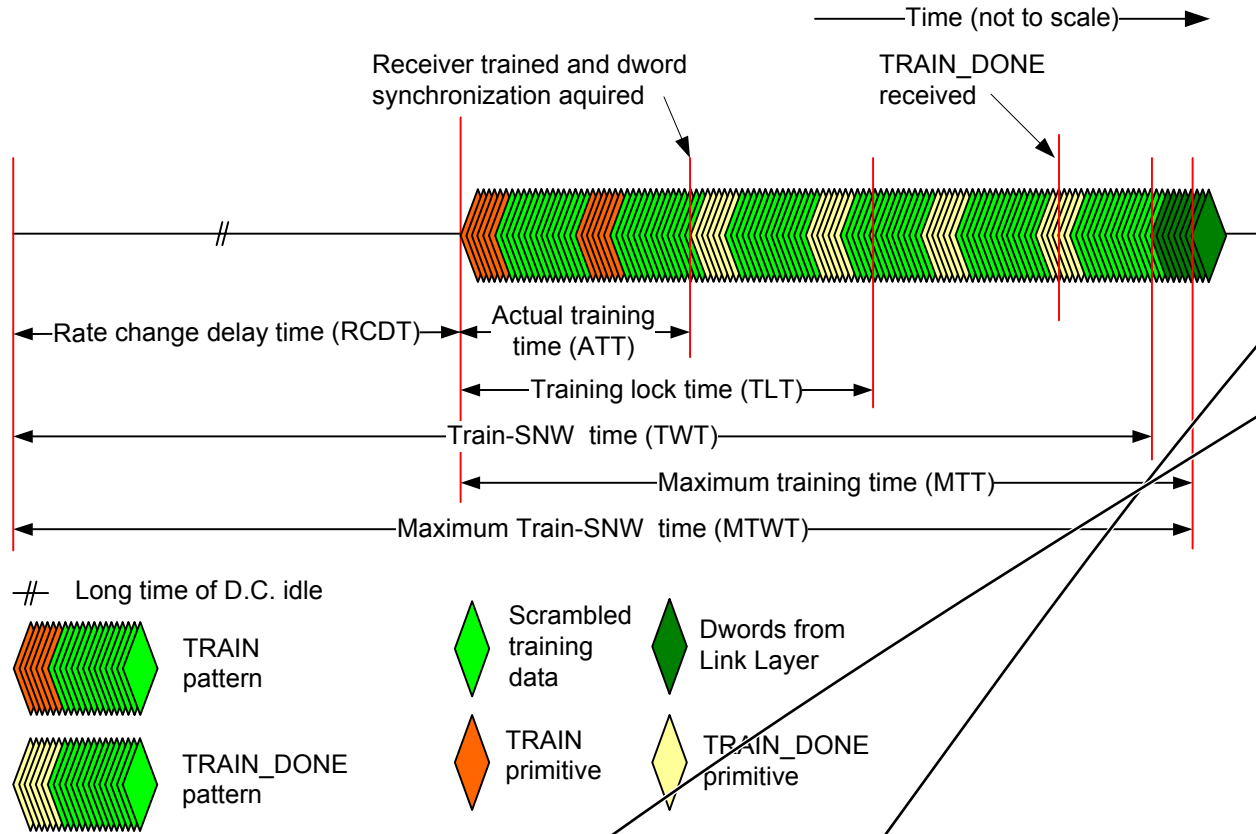 Time (not to scale)
Receiver trained and dword
synchronization aquired
TRAIN_DONE
received
Rate change delay time (RCDT)
Actual training
time (ATT)
Training lock time (TLT)
Train-SNW time (TWT)
Maximum training time (MTT)
Maximum Train-SNW time (MTWT)
Long time of D.C. idle
TRAIN
pattern
Scrambled
training
data
Dwords from
Link Layer
TRAIN_DONE
pattern
TRAIN
primitive
TRAIN_DONE
primitive